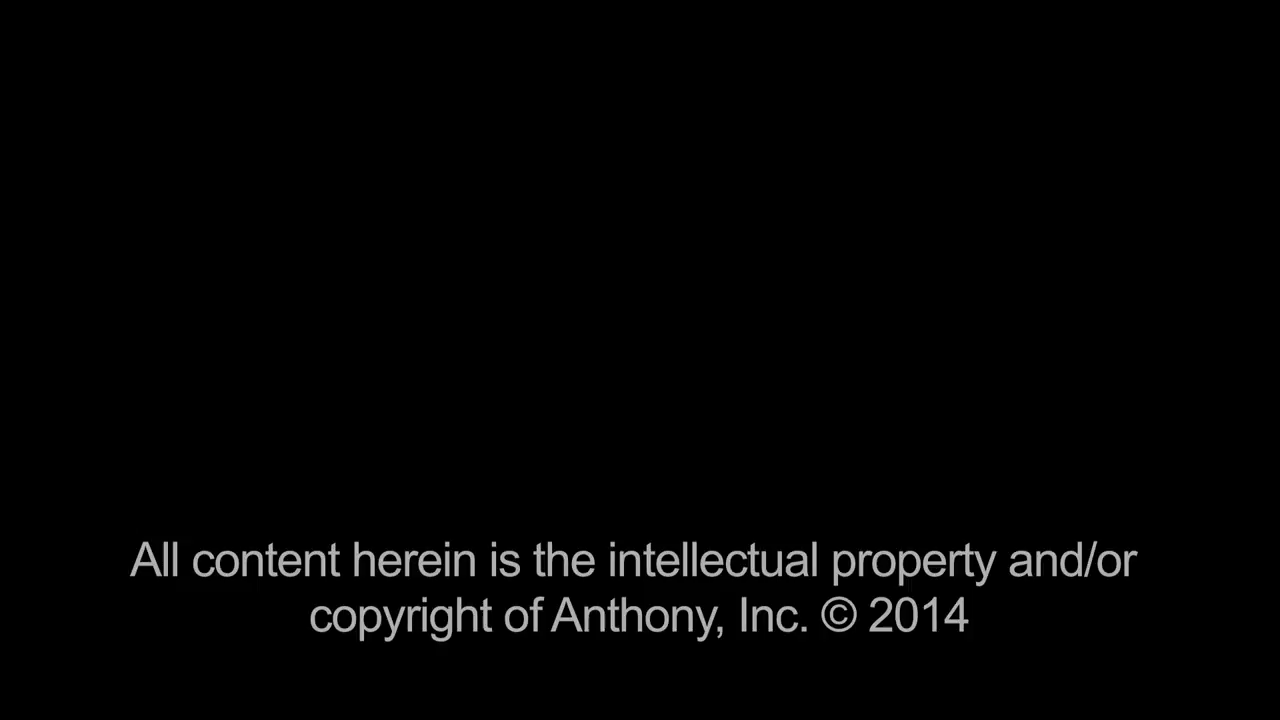 All content herein is the intellectual property and/or
copyright of Anthony, Inc. © 2014